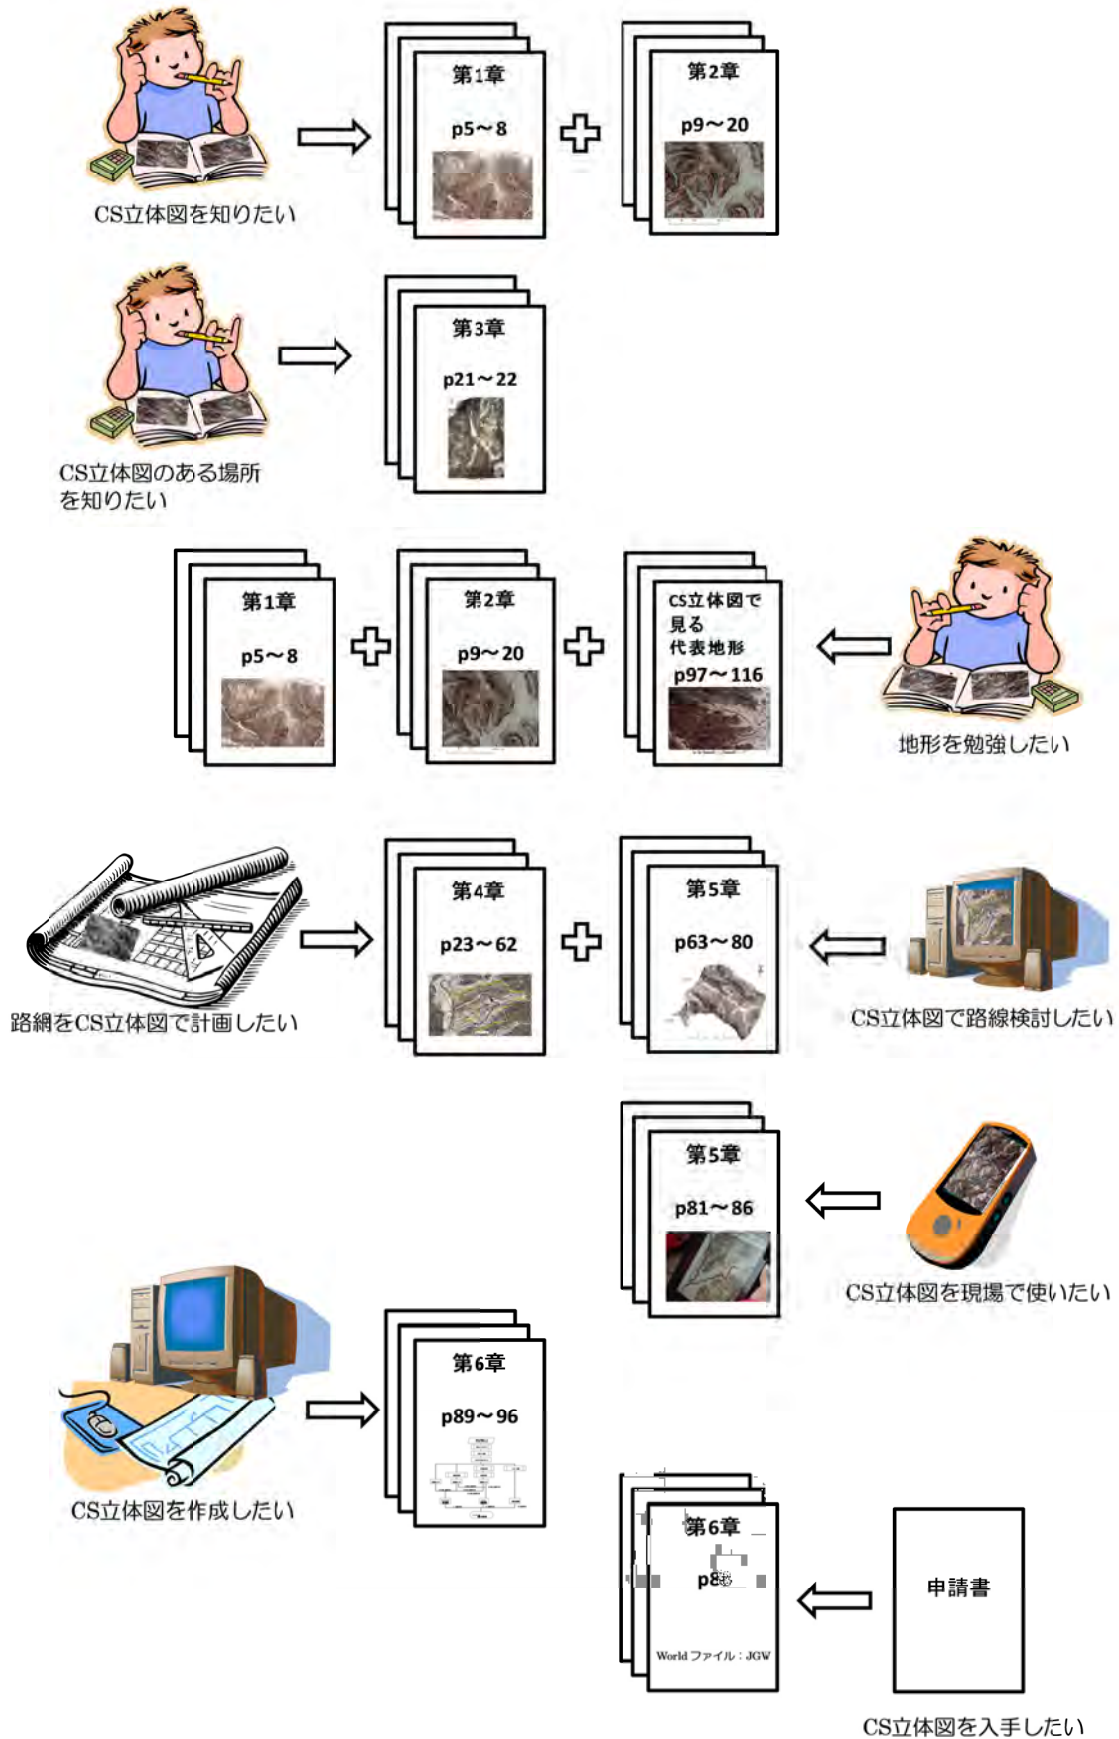 第1章
p5～8
第2章
p9～20
CS立体図を知りたい
第3章
p21～22
CS立体図のある場所
を知りたい
第1章
p5～8
第2章
p9～20
CS立体図で
見る
代表地形
p97～116
地形を勉強したい
第4章
p23～62
第5章
p63～80
路網をCS立体図で計画したい
CS立体図で路線検討したい
第5章
p81～86
CS立体図を現場で使いたい
第6章
p89～96
CS立体図を作成したい
第6章
World ファイル：JGW
申請書
CS立体図を入手したい